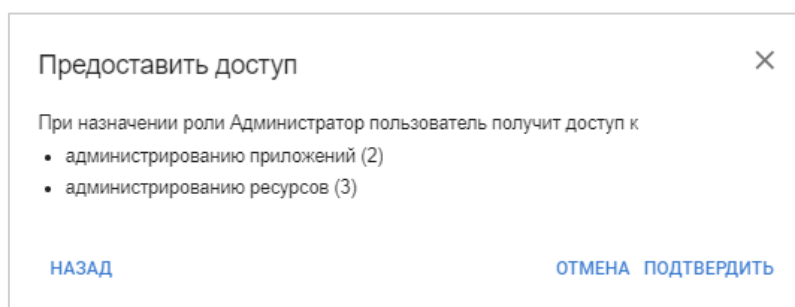 Предоставить доступ
При назначении роли Администратор пользователь получит доступ к
• администрированию приложений (2)
• администрированию ресурсов (3)
НАЗАД ОТМЕНА ПОДТВЕРДИТЬ